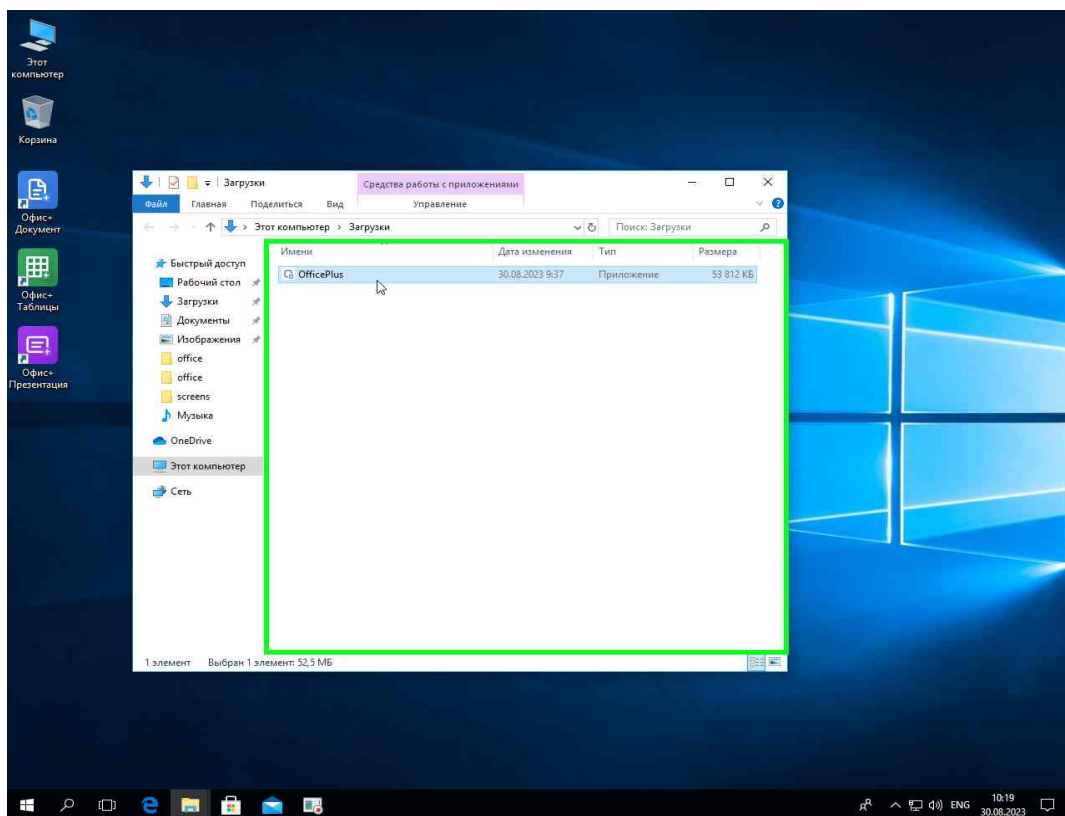 Этот
компьютер
Корзина
Офис+
Документ
Офис+
Таблицы
Офис+
Презентация
Загрузки
Средства работы с приложениями
Файл Главная Поделиться Вид Управление
Этот компьютер › Загрузки
Поиск: Загрузки
Имени Дата изменения Тип Размера
OfficePlus 30.08.2023 9:37 Приложение 53 812 КБ
Быстрый доступ
Рабочий стол
Загрузки
Документы
Изображения
office
office
screens
Музыка
OneDrive
Этот компьютер
Сеть
1 элемент Выбран 1 элемент: 52,5 МБ
ENG
10:19
30.08.2023